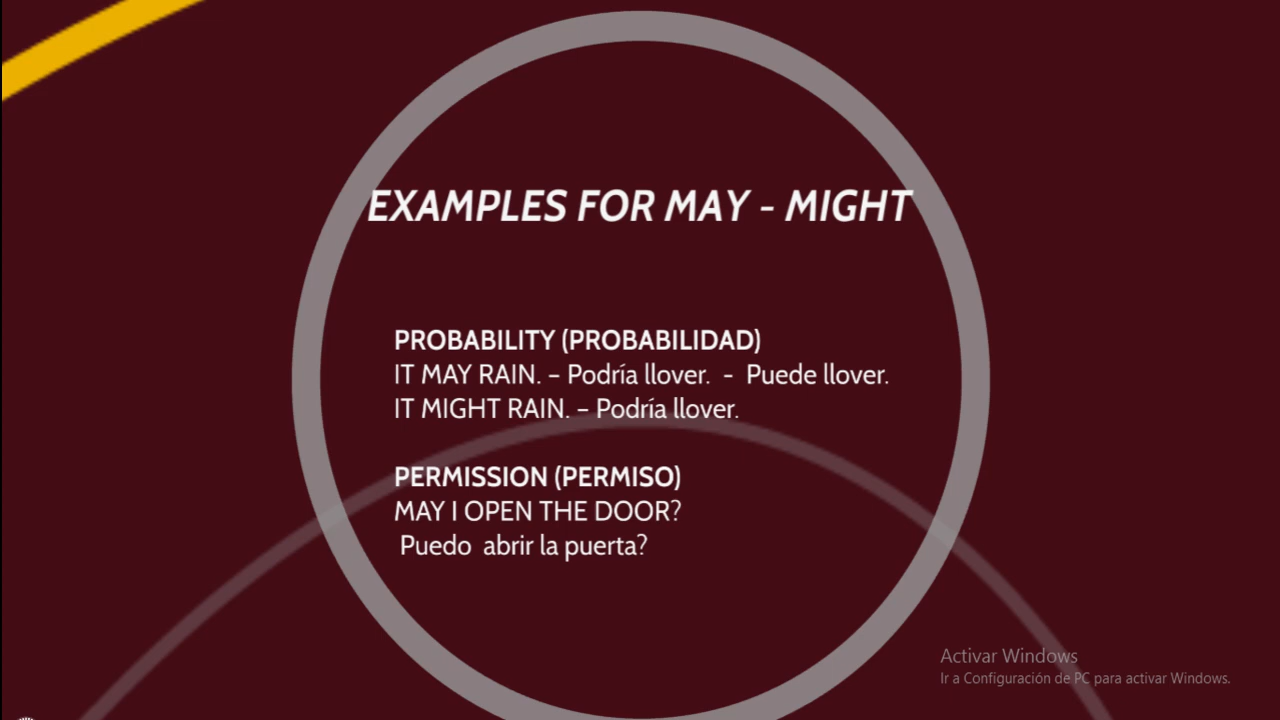 EXAMPLES FOR MAY - MIGHT
PROBABILITY (PROBABILIDAD)
IT MAY RAIN. – Podría llover.  -  Puede llover.
IT MIGHT RAIN. – Podría llover.
PERMISSION (PERMISO)
MAY I OPEN THE DOOR?
Puedo  abrir la puerta?
Activar Windows
Ir a Configuración de PC para activar Windows.